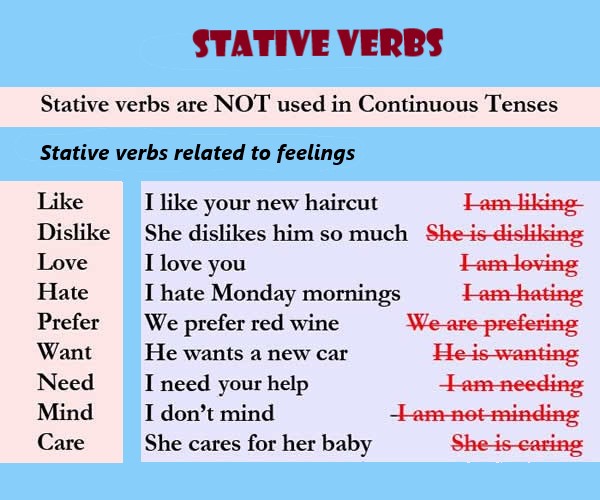 STATIVE VERBS
Stative verbs are NOT used in Continuous Tenses
Stative verbs related to feelings
Like I like your new haircut I am liking
Dislike She dislikes him so much She is disliking
Love I love you I am loving
Hate I hate Monday mornings I am hating
Prefer We prefer red wine We are prefering
Want He wants a new car He is wanting
Need I need your help I am needing
Mind I don't mind I am not minding
Care She cares for her baby She is caring